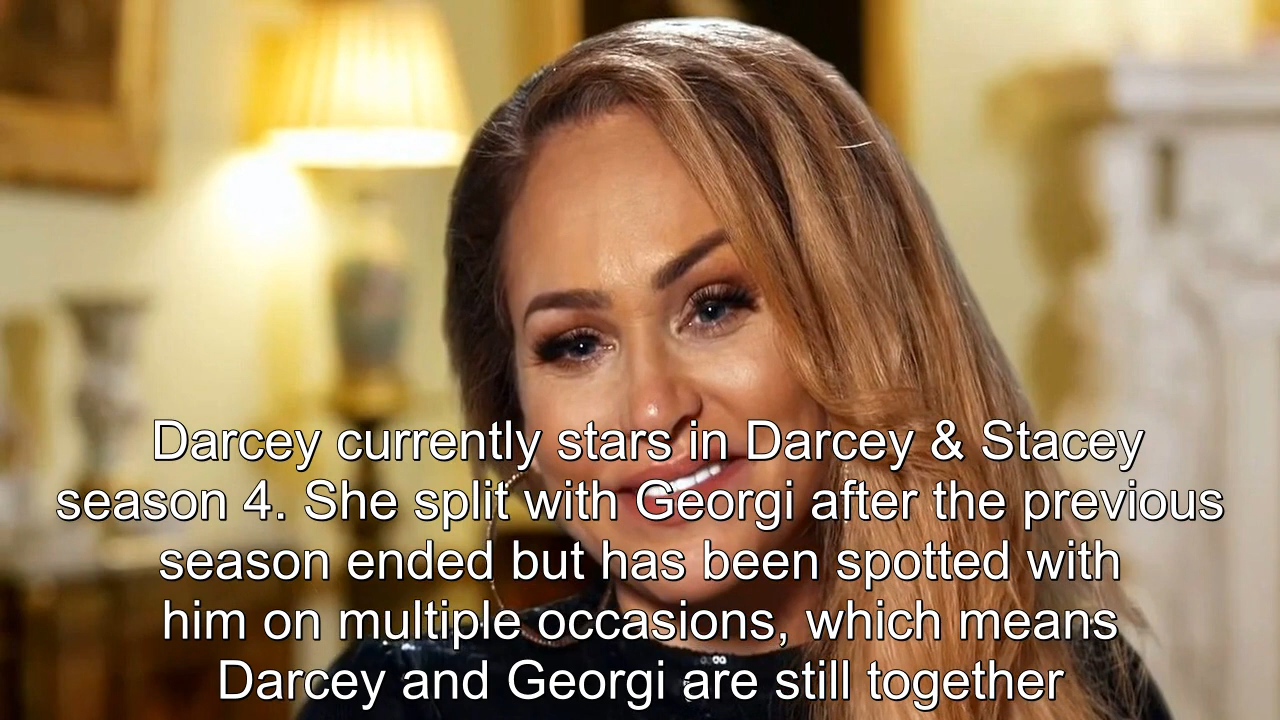 Darcey currently stars in Darcey & Stacey
season 4. She split with Georgi after the previous
season ended but has been spotted with
him on multiple occasions, which means
Darcey and Georgi are still together